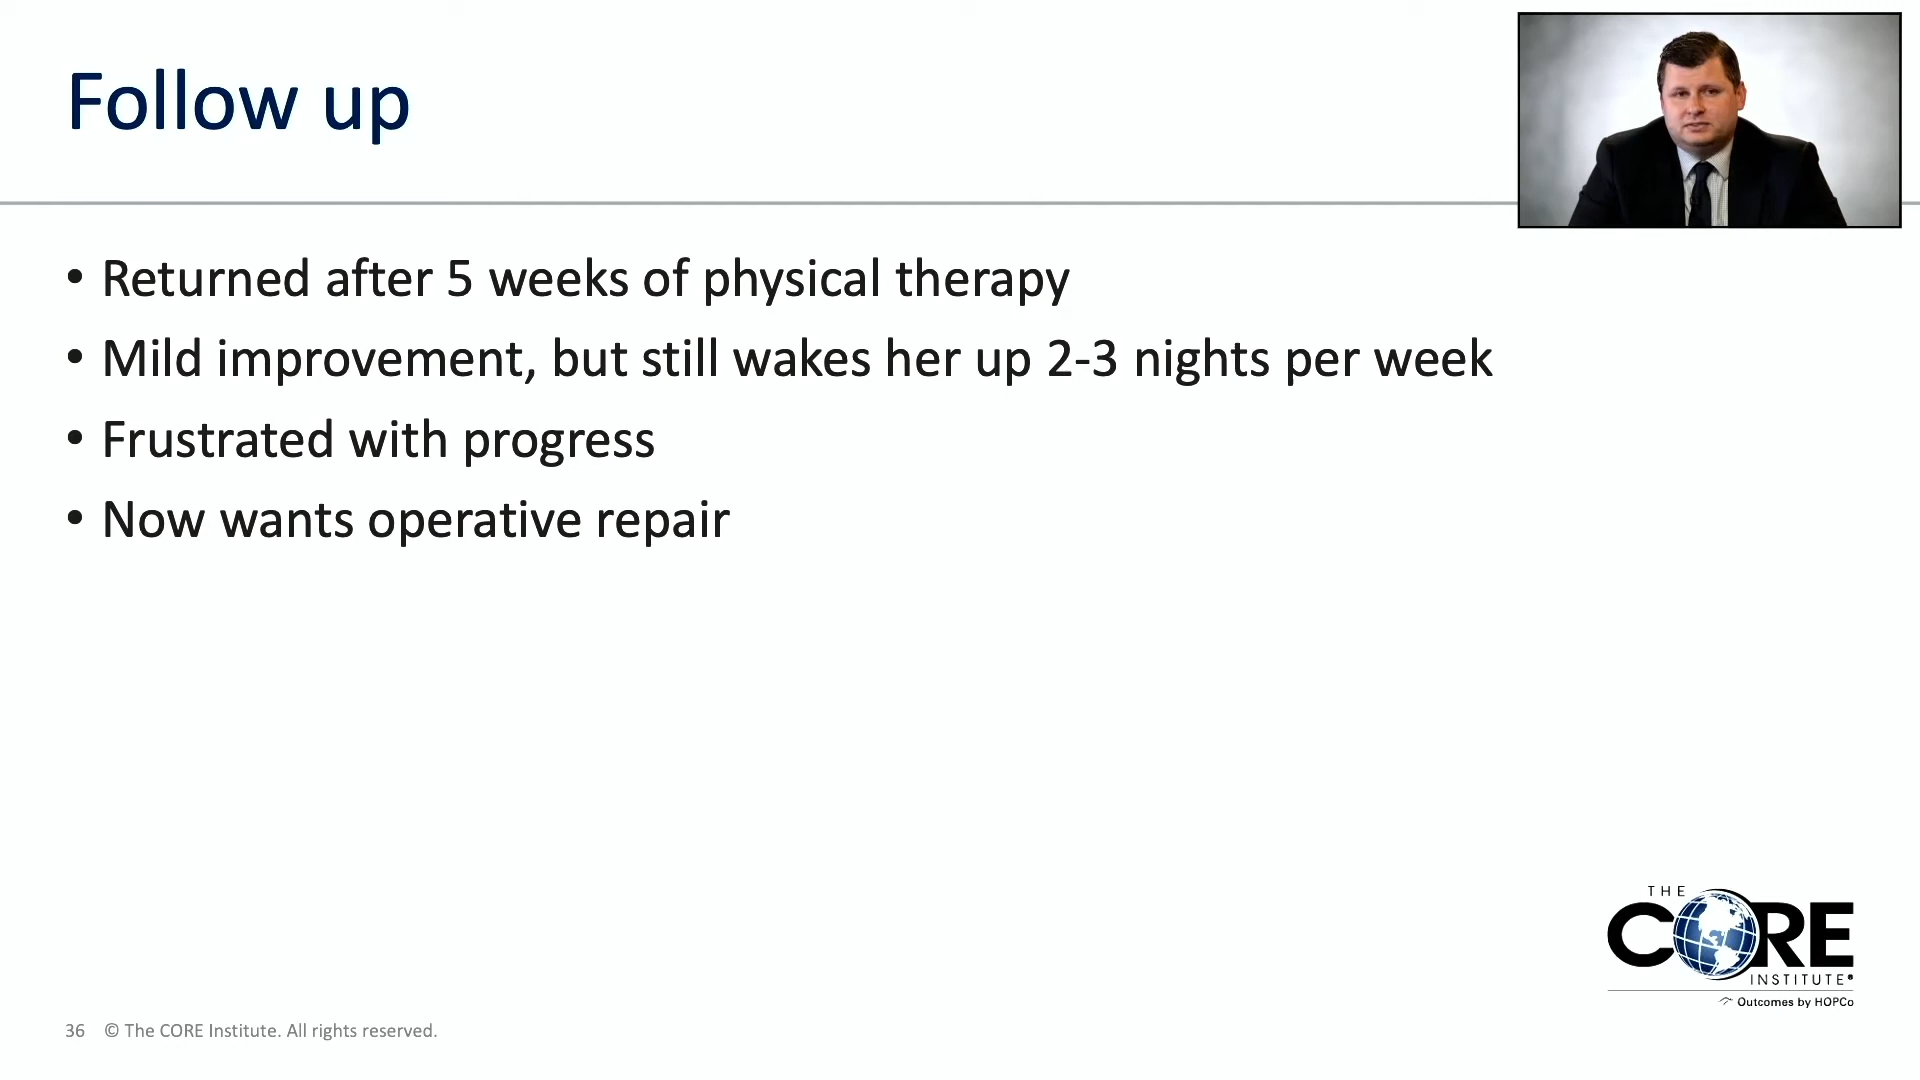 Follow up
• Returned after 5 weeks of physical therapy
• Mild improvement, but still wakes her up 2-3 nights per week
• Frustrated with progress
• Now wants operative repair
THE
CORE
INSTITUTE®
Outcomes by HOPCo
36 © The CORE Institute. All rights reserved.